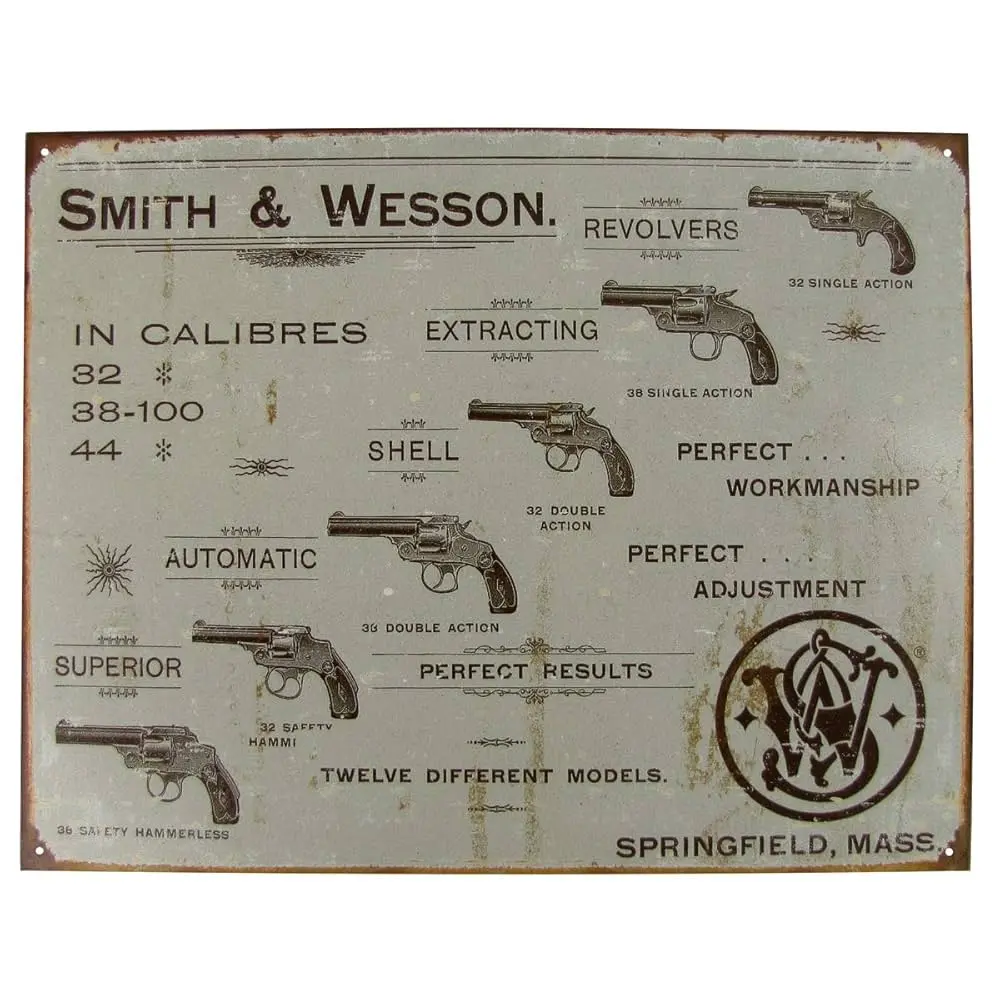 SMITH & WESSON.
REVOLVERS
32 SINGLE ACTION
EXTRACTING
IN CALIBRES
32 *
38-100
44 *
38 SINGLE ACTION
SHELL
PERFECT . . .
WORKMANSHIP
32 DOUBLE
ACTION
AUTOMATIC
PERFECT . . .
ADJUSTMENT
38 DOUBLE ACTION
SUPERIOR
PERFECT RESULTS
32 SAFETY
HAMMI
TWELVE DIFFERENT MODELS.
38 SAFETY HAMMERLESS
SW
®
SPRINGFIELD, MASS.